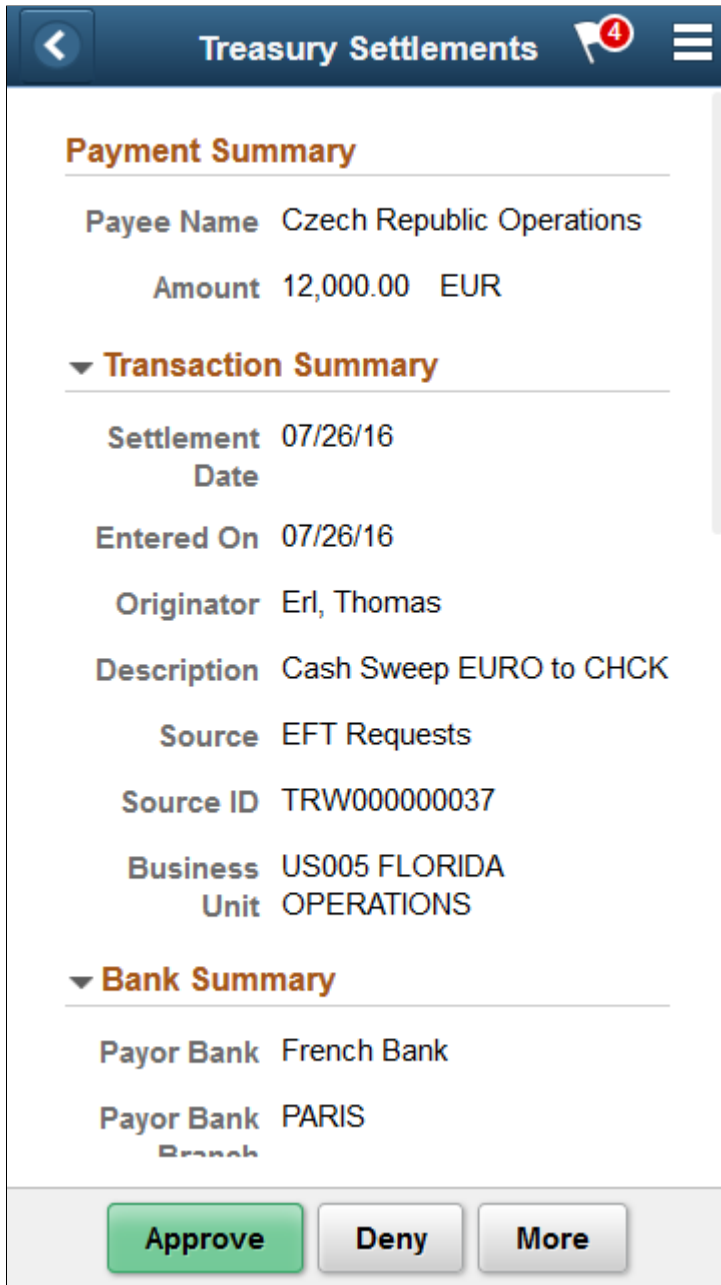 Treasury Settlements 4
Payment Summary
Payee Name Czech Republic Operations
Amount 12,000.00 EUR
Transaction Summary
Settlement 07/26/16
Date
Entered On 07/26/16
Originator Erl, Thomas
Description Cash Sweep EURO to CHCK
Source EFT Requests
Source ID TRW000000037
Business US005 FLORIDA
Unit OPERATIONS
Bank Summary
Payor Bank French Bank
Payor Bank PARIS
Branch
Approve Deny More